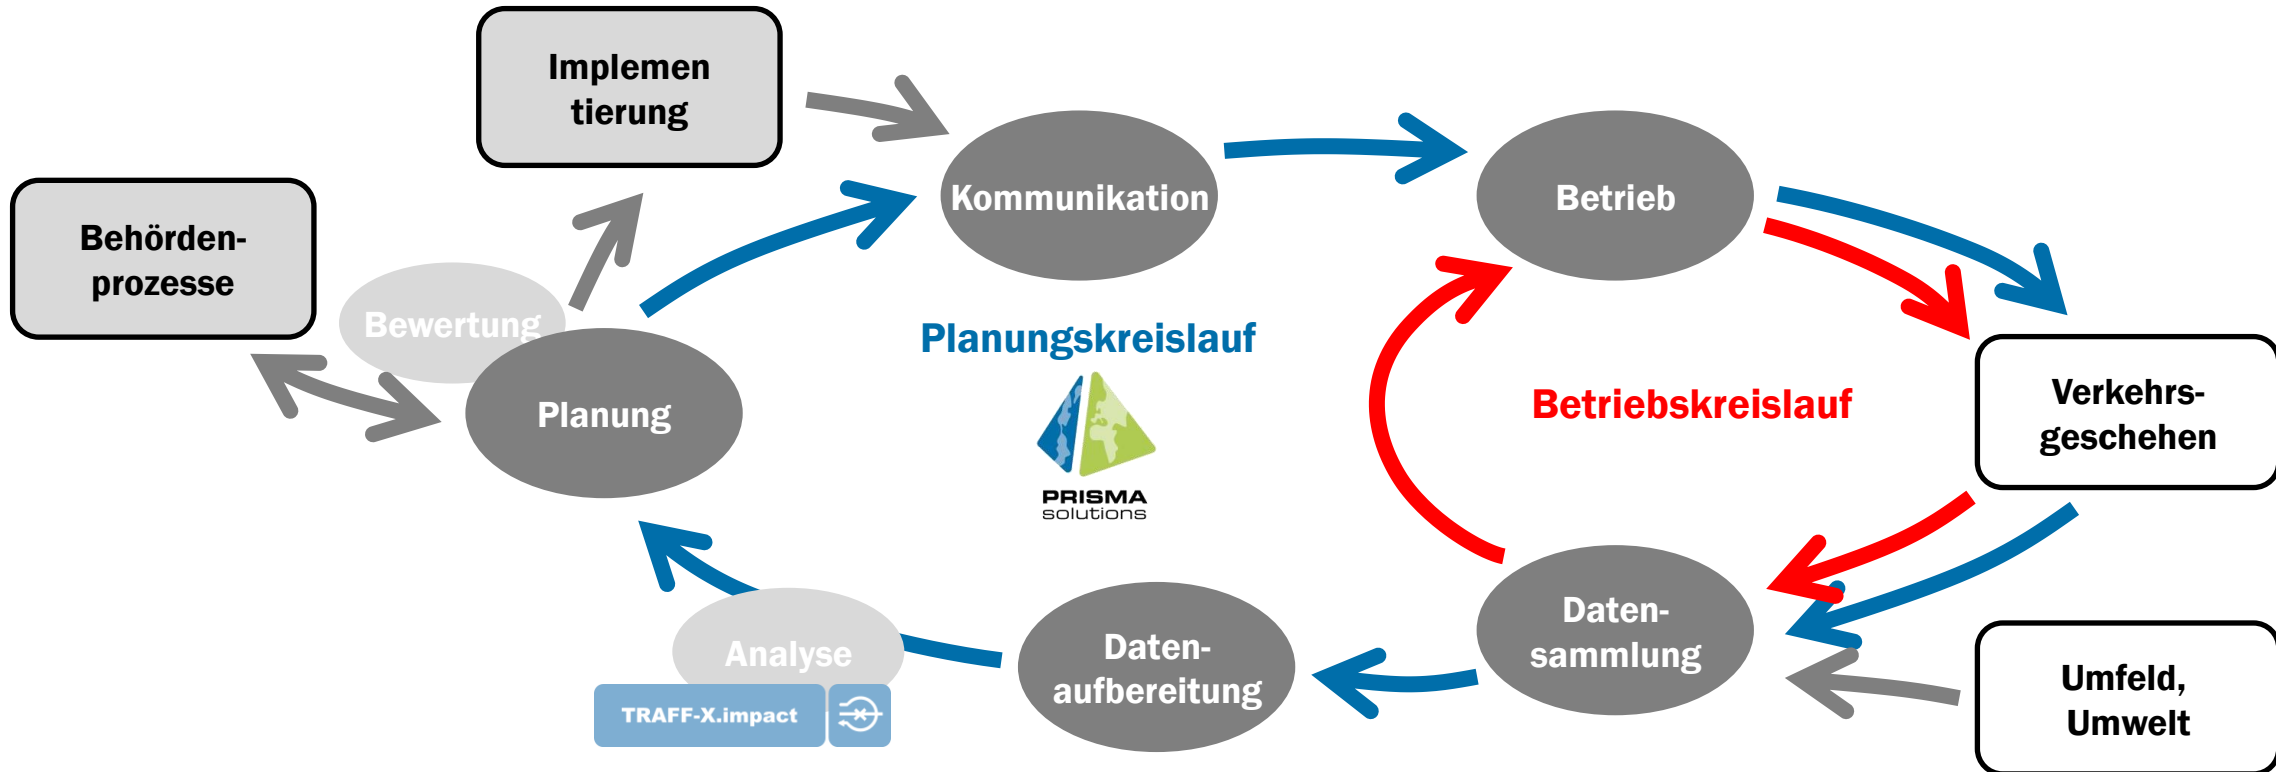 Implemen
tierung
Kommunikation
Betrieb
Behörden-
prozesse
Bewertung
Planung
Planungskreislauf
PRISMA
solutions
Betriebskreislauf
Verkehrs-
geschehen
Daten-
sammlung
Daten-
aufbereitung
Analyse
TRAFF-X.impact
Umfeld,
Umwelt